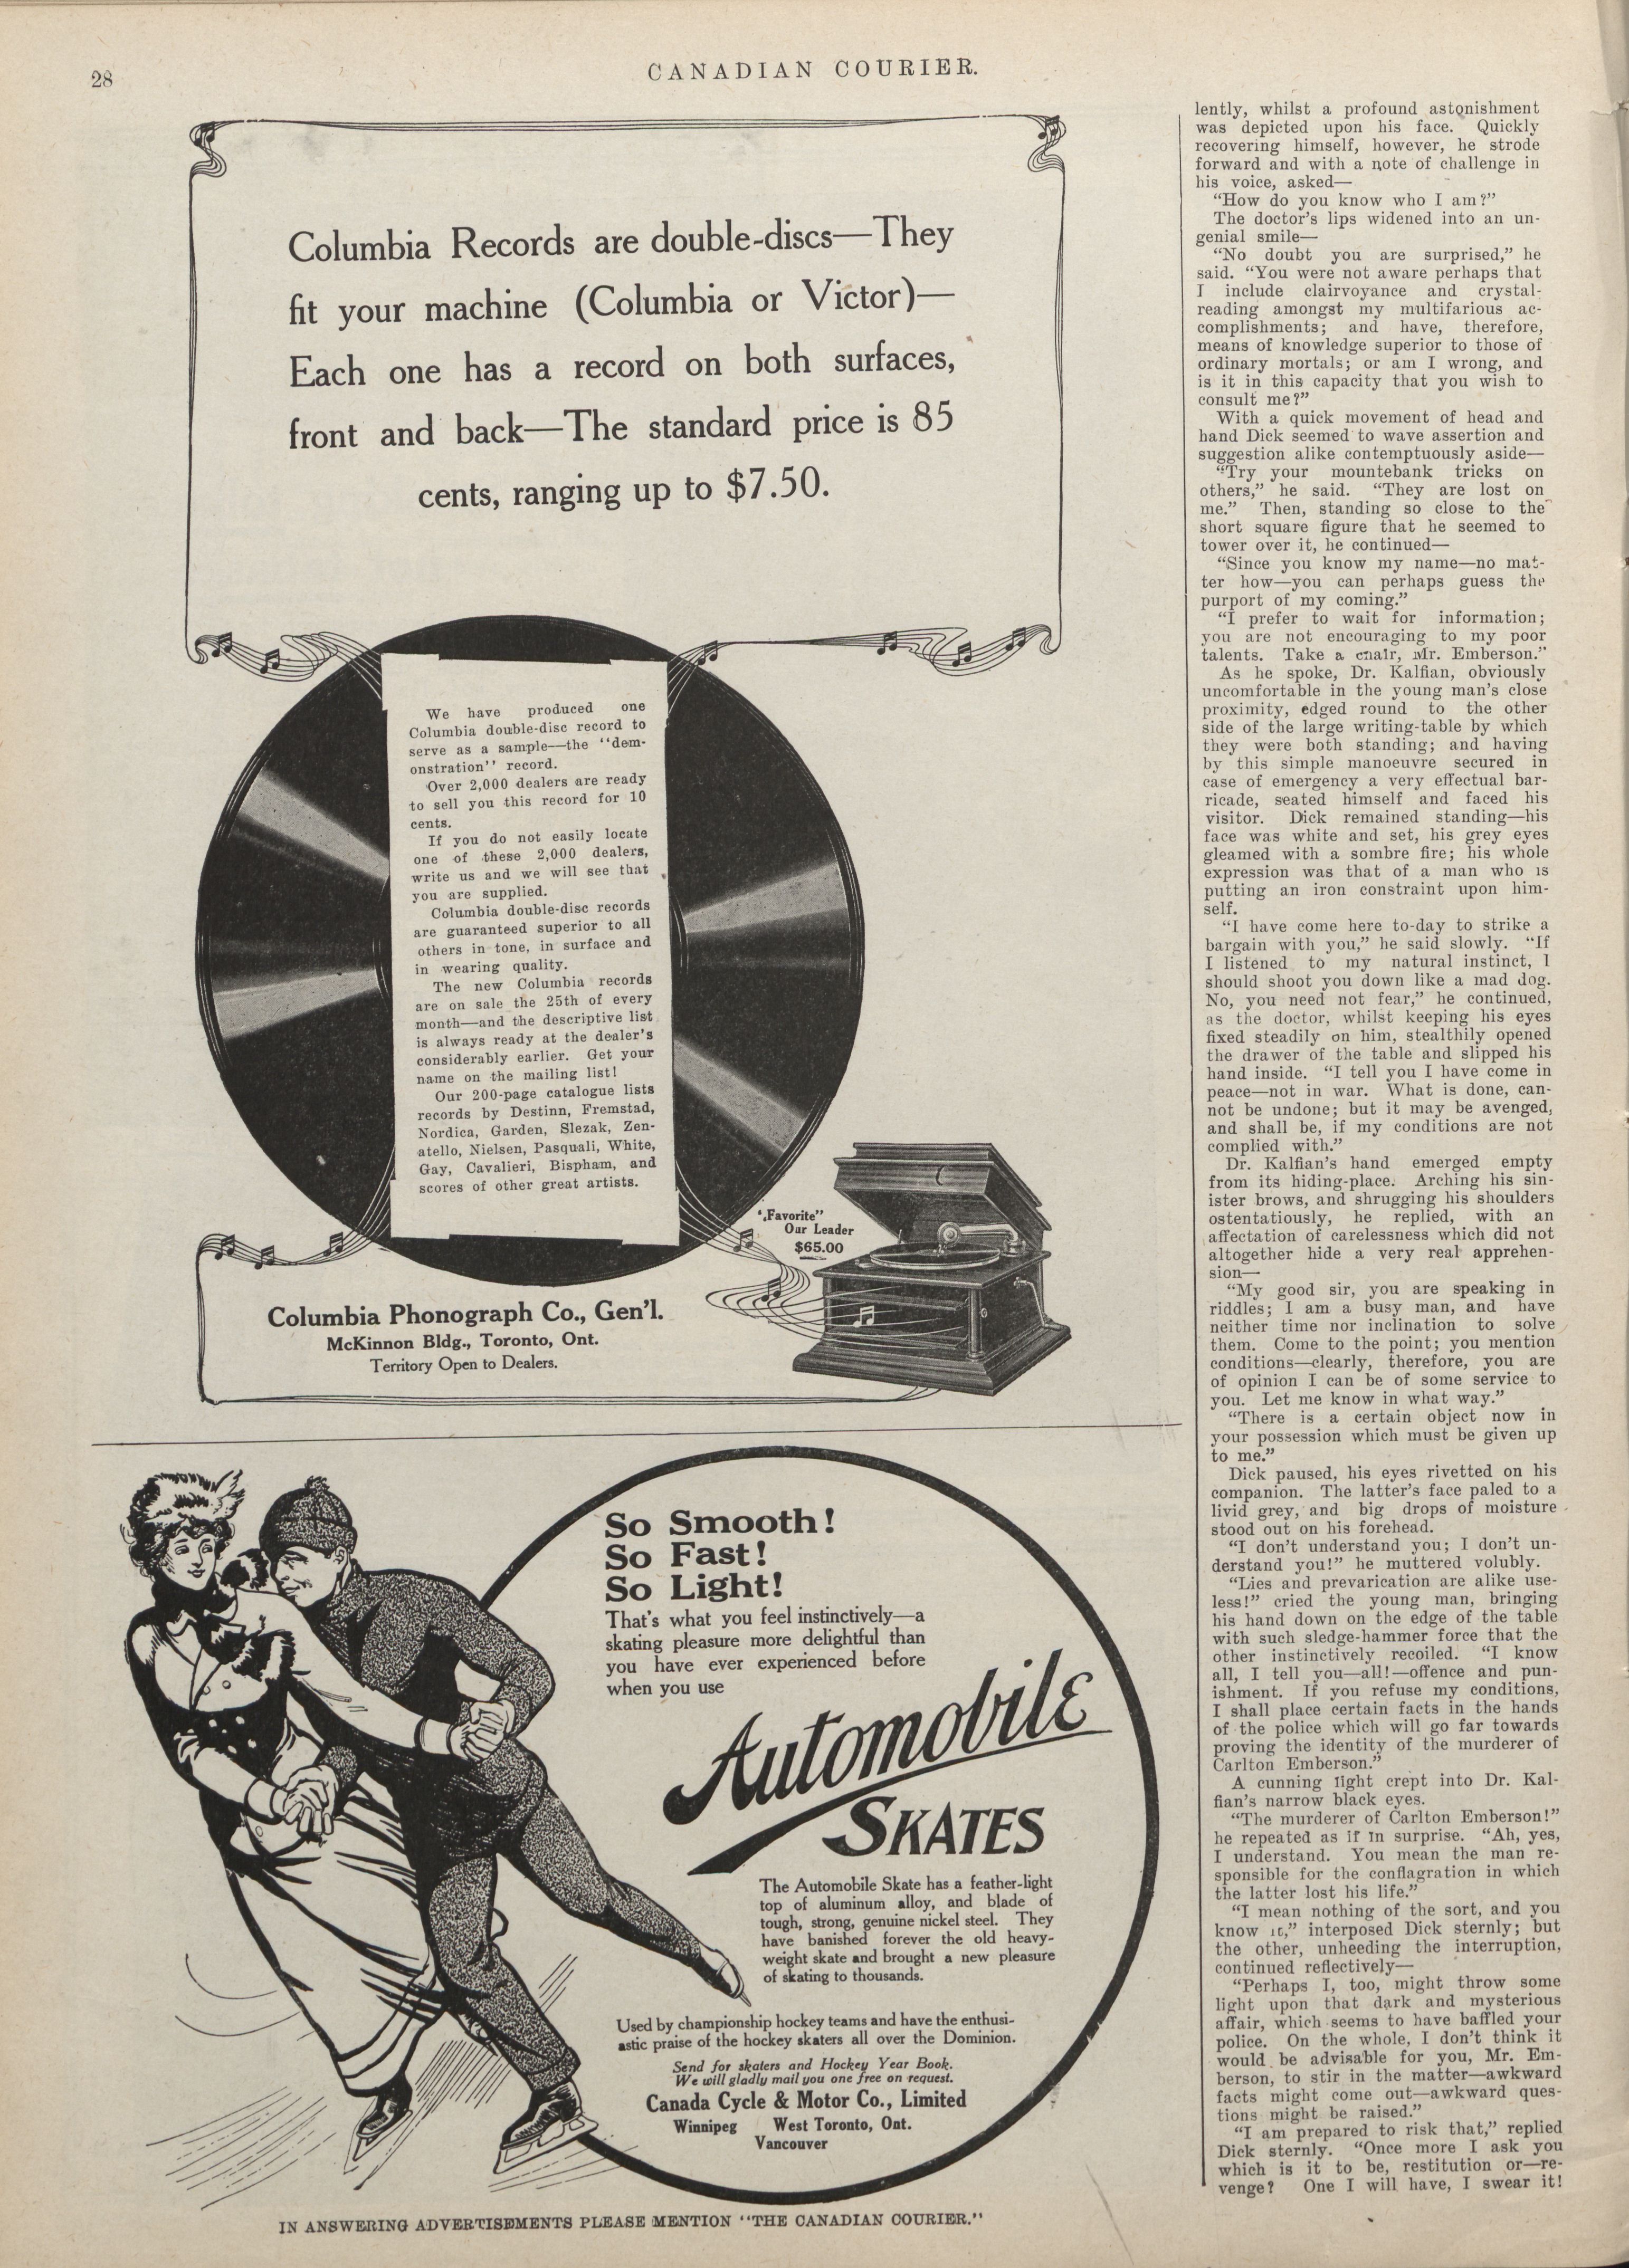 28
CANADIAN COURIER.
Columbia Records are double-discs—They
fit your machine (Columbia or Victor)—
Each one has a record on both surfaces,
front and back—The standard price is 85
cents, ranging up to $7.50.
We have produced one
Columbia double-disc record to
serve as a sample—the "dem-
onstration" record.
Over 2,000 dealers are ready
to sell you this record for 10
cents.
If you do not easily locate
one of these 2,000 dealers,
write us and we will see that
you are supplied.
Columbia double-disc records
are guaranteed superior to all
others in tone, in surface and
in wearing quality.
The new Columbia records
are on sale the 25th of every
month—and the descriptive list
is always ready at the dealer's
considerably earlier. Get your
name on the mailing list!
Our 200-page catalogue lists
records by Destinn, Fremstad,
Nordica, Garden, Slezak, Zen-
atello, Nielsen, Pasquali, White,
Gay, Cavalieri, Bispham, and
scores of other great artists.
"Favorite"
Our Leader
$65.00
Columbia Phonograph Co., Gen'l.
McKinnon Bldg., Toronto, Ont.
Territory Open to Dealers.
So Smooth!
So Fast!
So Light!
That's what you feel instinctively—a
skating pleasure more delightful than
you have ever experienced before
when you use
Automobile
SKATES
The Automobile Skate has a feather-light
top of aluminum alloy, and blade of
tough, strong, genuine nickel steel. They
have banished forever the old heavy-
weight skate and brought a new pleasure
of skating to thousands.
Used by championship hockey teams and have the enthusi-
astic praise of the hockey skaters all over the Dominion.
Send for skaters and Hockey Year Book.
We will gladly mail you one free on request.
Canada Cycle & Motor Co., Limited
Winnipeg West Toronto, Ont.
Vancouver
lently, whilst a profound astonishment
was depicted upon his face. Quickly
recovering himself, however, he strode
forward and with a note of challenge in
his voice, asked—
"How do you know who I am?"
The doctor's lips widened into an un-
genial smile—
"No doubt you are surprised," he
said. "You were not aware perhaps that
I include clairvoyance and crystal-
reading amongst my multifarious ac-
complishments; and have, therefore,
means of knowledge superior to those of
ordinary mortals; or am I wrong, and
is it in this capacity that you wish to
consult me?"
With a quick movement of head and
hand Dick seemed to wave assertion and
suggestion alike contemptuously aside—
"Try your mountebank tricks on
others," he said. "They are lost on
me." Then, standing so close to the
short square figure that he seemed to
tower over it, he continued—
"Since you know my name—no mat-
ter how—you can perhaps guess the
purport of my coming."
"I prefer to wait for information;
you are not encouraging to my poor
talents. Take a chair, Mr. Emberson."
As he spoke, Dr. Kalfian, obviously
uncomfortable in the young man's close
proximity, edged round to the other
side of the large writing-table by which
they were both standing; and having
by this simple manoeuvre secured in
case of emergency a very effectual bar-
ricade, seated himself and faced his
visitor. Dick remained standing—his
face was white and set, his grey eyes
gleamed with a sombre fire; his whole
expression was that of a man who is
putting an iron constraint upon him-
self.
"I have come here to-day to strike a
bargain with you," he said slowly. "If
I listened to my natural instinct, I
should shoot you down like a mad dog.
No, you need not fear," he continued,
as the doctor, whilst keeping his eyes
fixed steadily on him, stealthily opened
the drawer of the table and slipped his
hand inside. "I tell you I have come in
peace—not in war. What is done, can-
not be undone; but it may be avenged,
and shall be, if my conditions are not
complied with."
Dr. Kalfian's hand emerged empty
from its hiding-place. Arching his sin-
ister brows, and shrugging his shoulders
ostentatiously, he replied, with an
affectation of carelessness which did not
altogether hide a very real apprehen-
sion—
"My good sir, you are speaking in
riddles; I am a busy man, and have
neither time nor inclination to solve
them. Come to the point; you mention
conditions—clearly, therefore, you are
of opinion I can be of some service to
you. Let me know in what way."
"There is a certain object now in
your possession which must be given up
to me."
Dick paused, his eyes rivetted on his
companion. The latter's face paled to a
livid grey, and big drops of moisture
stood out on his forehead.
"I don't understand you; I don't un-
derstand you!" he muttered volubly.
"Lies and prevarication are alike use-
less!" cried the young man, bringing
his hand down on the edge of the table
with such sledge-hammer force that the
other instinctively recoiled. "I know
all, I tell you—all!—offence and pun-
ishment. If you refuse my conditions,
I shall place certain facts in the hands
of the police which will go far towards
proving the identity of the murderer of
Carlton Emberson."
A cunning light crept into Dr. Kal-
fian's narrow black eyes.
"The murderer of Carlton Emberson!"
he repeated as if in surprise. "Ah, yes,
I understand. You mean the man re-
sponsible for the conflagration in which
the latter lost his life."
"I mean nothing of the sort, and you
know it," interposed Dick sternly; but
the other, unheeding the interruption,
continued reflectively—
"Perhaps I, too, might throw some
light upon that dark and mysterious
affair, which seems to have baffled your
police. On the whole, I don't think it
would be advisable for you, Mr. Em-
berson, to stir in the matter—awkward
facts might come out—awkward ques-
tions might be raised."
"I am prepared to risk that," replied
Dick sternly. "Once more I ask you
which is it to be, restitution or—re-
venge? One I will have, I swear it!
IN ANSWERING ADVERTISEMENTS PLEASE MENTION "THE CANADIAN COURIER."